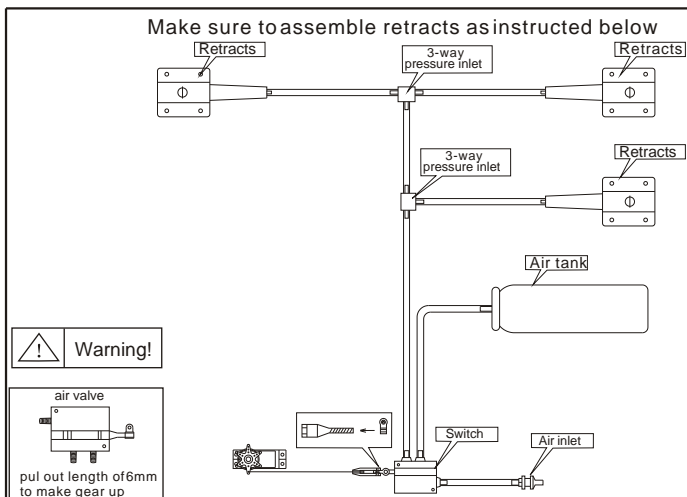 Make sure to assemble retracts as instructed below
Retracts
3-way
pressure inlet
Retracts
3-way
pressure inlet
Retracts
Air tank
! Warning!
air valve
Switch
Air inlet
pul out length of 6mm
to make gear up